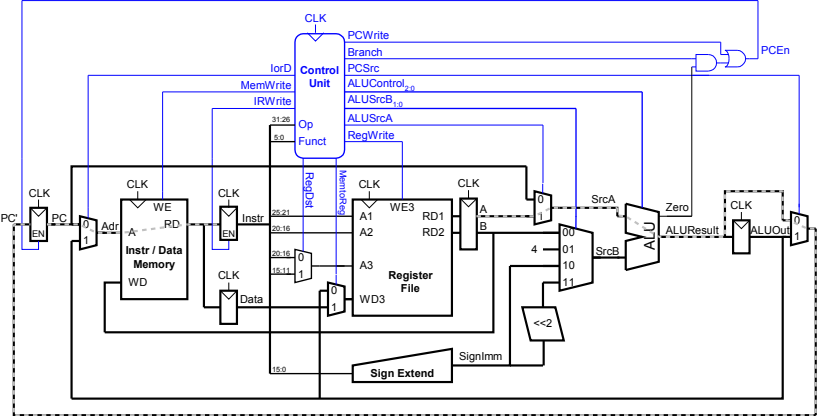 CLK
PCWrite
Branch
PCEn
IorD
Control
Unit
PCSrc
MemWrite
ALUControl2:0
IRWrite
ALUSrcB1:0
31:26
Op
ALUSrcA
5:0
Funct
RegWrite
RegDst
MemtoReg
CLK
CLK
CLK
CLK
CLK
CLK
PC'
PC
EN
0
1
Adr
WE
A
RD
Instr / Data
Memory
WD
EN
Instr
25:21
A1
WE3
RD1
A
0
1
SrcA
Zero
20:16
A2
RD2
B
00
ALU
ALUResult
ALUOut
0
1
4
01
20:16
0
A3
15:11
1
10
SrcB
Register
File
CLK
11
Data
0
1
WD3
<<2
SignImm
15:0
Sign Extend